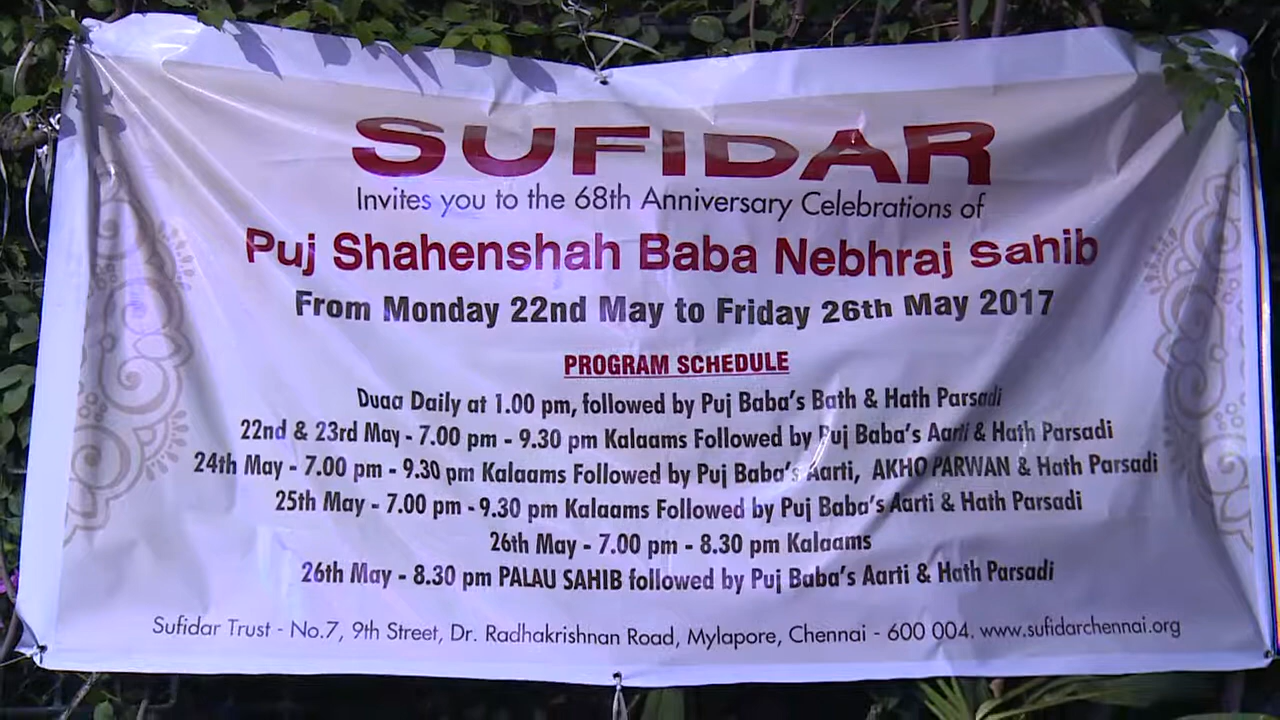 SUFIDAR
Invites you to the 68th Anniversary Celebrations of
Puj Shahenshah Baba Nebhraj Sahib
From Monday 22nd May to Friday 26th May 2017
PROGRAM SCHEDULE
Duaa Daily at 1.00 pm, followed by Puj Baba's Bath & Hath Parsadi
22nd & 23rd May - 7.00 pm - 9.30 pm Kalaams Followed by Puj Baba's Aarti & Hath Parsadi
24th May - 7.00 pm - 9.30 pm Kalaams Followed by Puj Baba's Aarti, AKHO PARWAN & Hath Parsadi
25th May - 7.00 pm - 9.30 pm Kalaams Followed by Puj Baba's Aarti & Hath Parsadi
26th May - 7.00 pm - 8.30 pm Kalaams
26th May - 8.30 pm PALAU SAHIB followed by Puj Baba's Aarti & Hath Parsadi
Sufidar Trust - No.7, 9th Street, Dr. Radhakrishnan Road, Mylapore, Chennai - 600 004. www.sufidarchennai.org